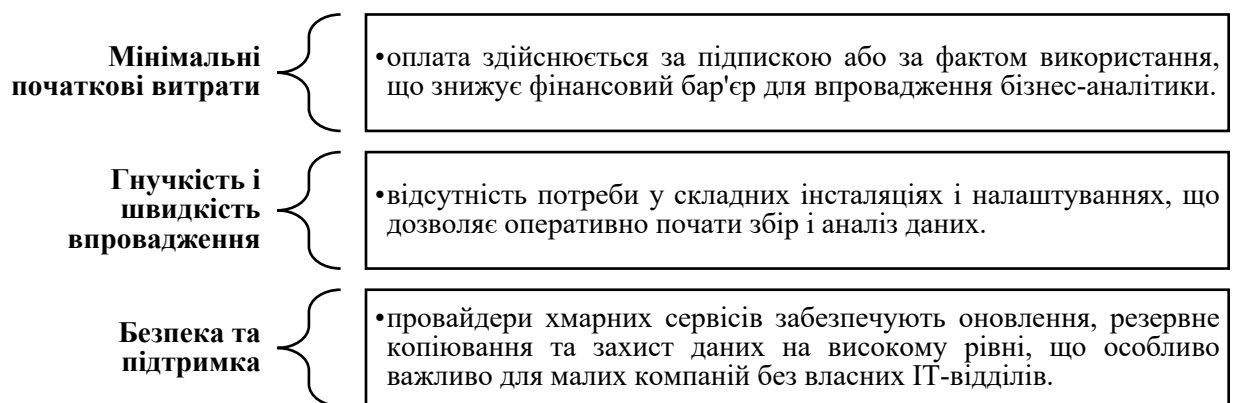 Мінімальні
початкові витрати
•оплата здійснюється за підпискою або за фактом використання,
що знижує фінансовий бар'єр для впровадження бізнес-аналітики.
Гнучкість і
швидкість
впровадження
•відсутність потреби у складних інсталяціях і налаштуваннях, що
дозволяє оперативно почати збір і аналіз даних.
Безпека та
підтримка
•провайдери хмарних сервісів забезпечують оновлення, резервне
копіювання та захист даних на високому рівні, що особливо
важливо для малих компаній без власних ІТ-відділів.